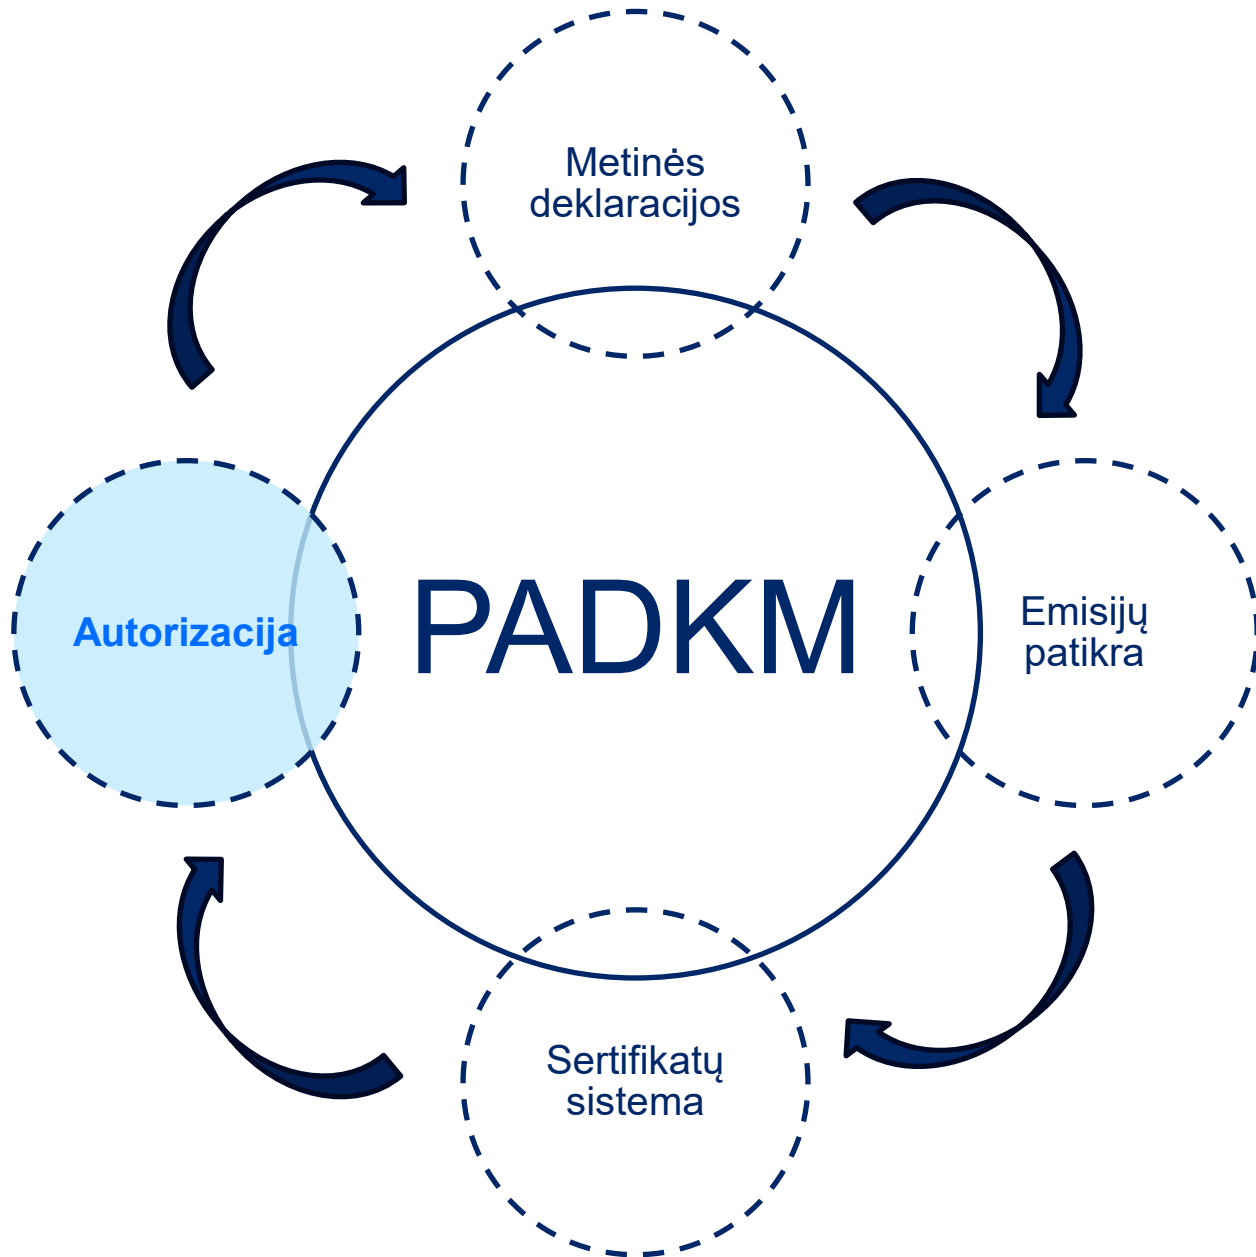 Metinės
deklaracijos
Autorizacija
PADKM
Emisijų
patikra
Sertifikatų
sistema